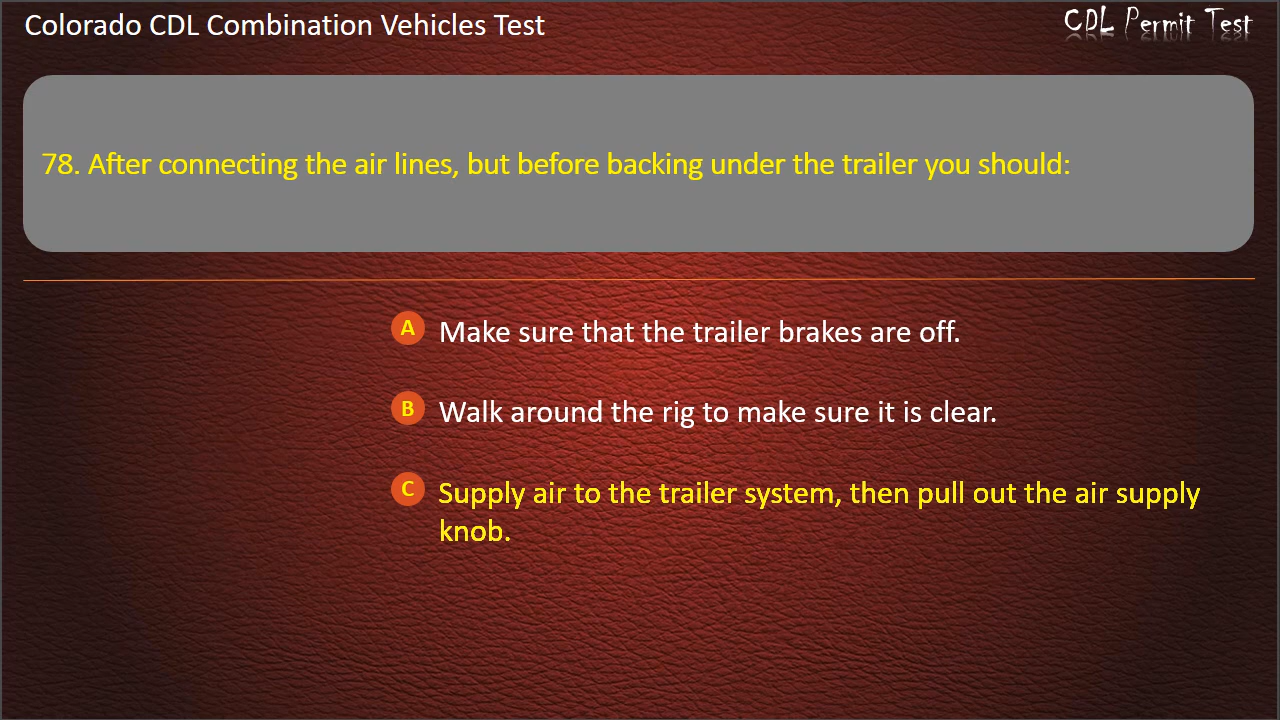 Colorado CDL Combination Vehicles Test
CDL Permit Test
78. After connecting the air lines, but before backing under the trailer you should:
A Make sure that the trailer brakes are off.
B Walk around the rig to make sure it is clear.
C Supply air to the trailer system, then pull out the air supply
knob.